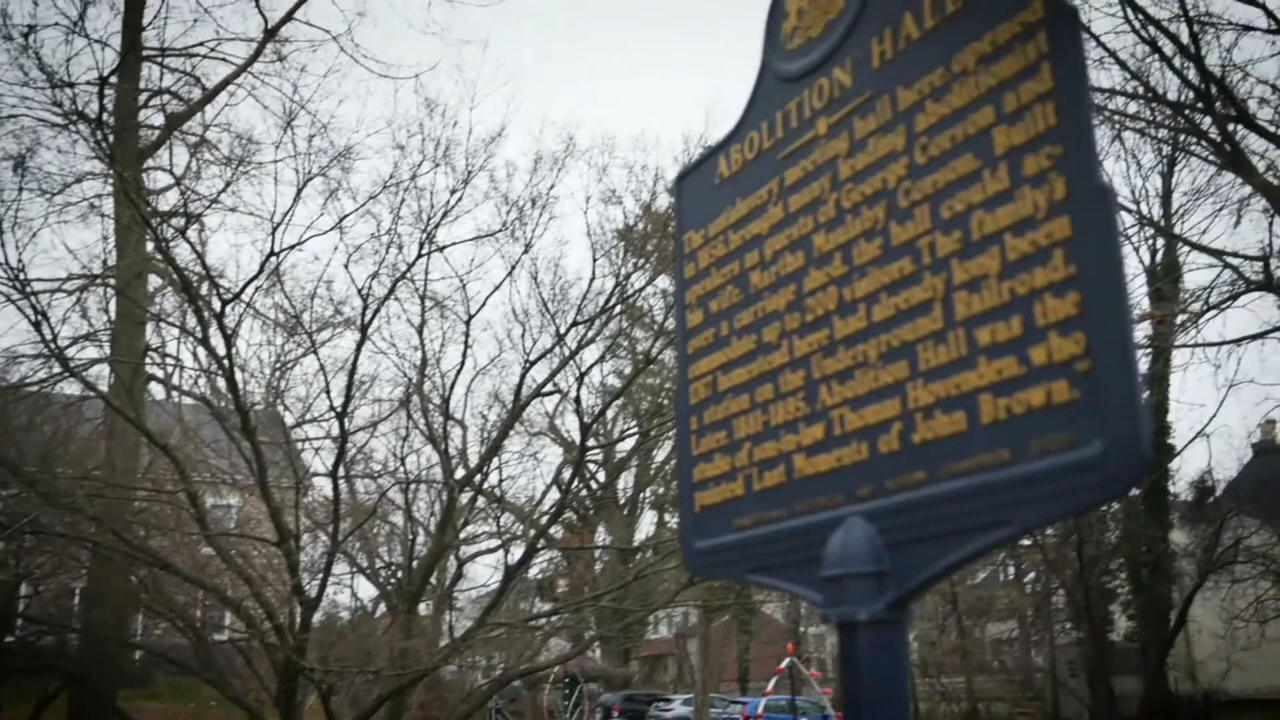 ABOLITION HALL
The antislavery meeting hall here, opened
in 1856, brought many leading abolitionist
speakers as guests of George Corson and
his wife, Martha Maulsby Corson. Built
over a carriage shed, the hall could ac-
commodate up to 200 visitors. The family's
1767 homestead here had already long been
a station on the Underground Railroad.
Later, 1881-1895, Abolition Hall was the
studio of son-in-law Thomas Hovenden, who
painted "Last Moments of John Brown."